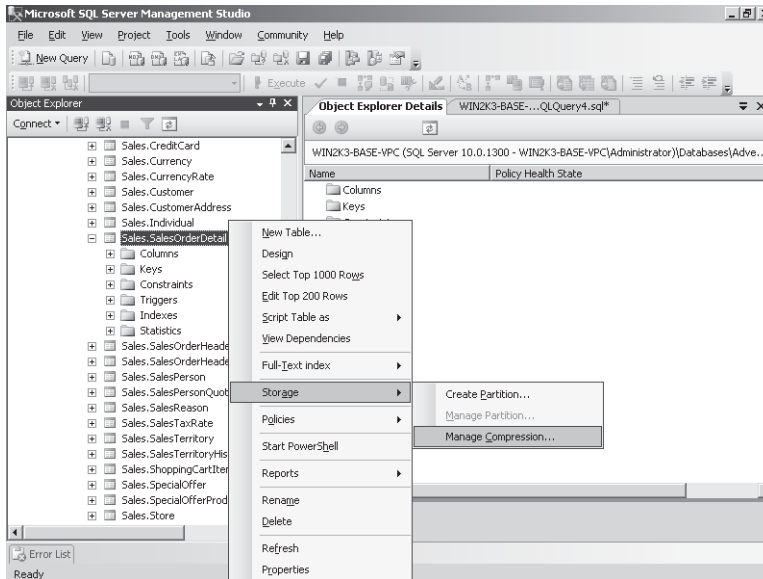 Microsoft SQL Server Management Studio
File Edit View Project Tools Window Community Help
New Query
Execute
Object Explorer
Connect
Sales.CreditCard
Sales.Currency
Sales.CurrencyRate
Sales.Customer
Sales.CustomerAddress
Sales.Individual
Sales.SalesOrderDetail
Columns
Keys
Constraints
Triggers
Indexes
Statistics
Sales.SalesOrderHeade
Sales.SalesOrderHeade
Sales.SalesPerson
Sales.SalesPersonQuot
Sales.SalesReason
Sales.SalesTaxRate
Sales.SalesTerritory
Sales.SalesTerritoryHis
Sales.ShoppingCartIter
Sales.SpecialOffer
Sales.SpecialOfferProd
Sales.Store
Object Explorer Details WIN2K3-BASE-...QLQuery4.sql*
WIN2K3-BASE-VPC (SQL Server 10.0.1300 - WIN2K3-BASE-VPC\Administrator)\Databases\Adve..
Name Policy Health State
Columns
Keys
New Table...
Design
Select Top 1000 Rows
Edit Top 200 Rows
Script Table as
View Dependencies
Full-Text index
Storage
Policies
Start PowerShell
Reports
Rename
Delete
Refresh
Properties
Create Partition...
Manage Partition...
Manage Compression...
Error List
Ready